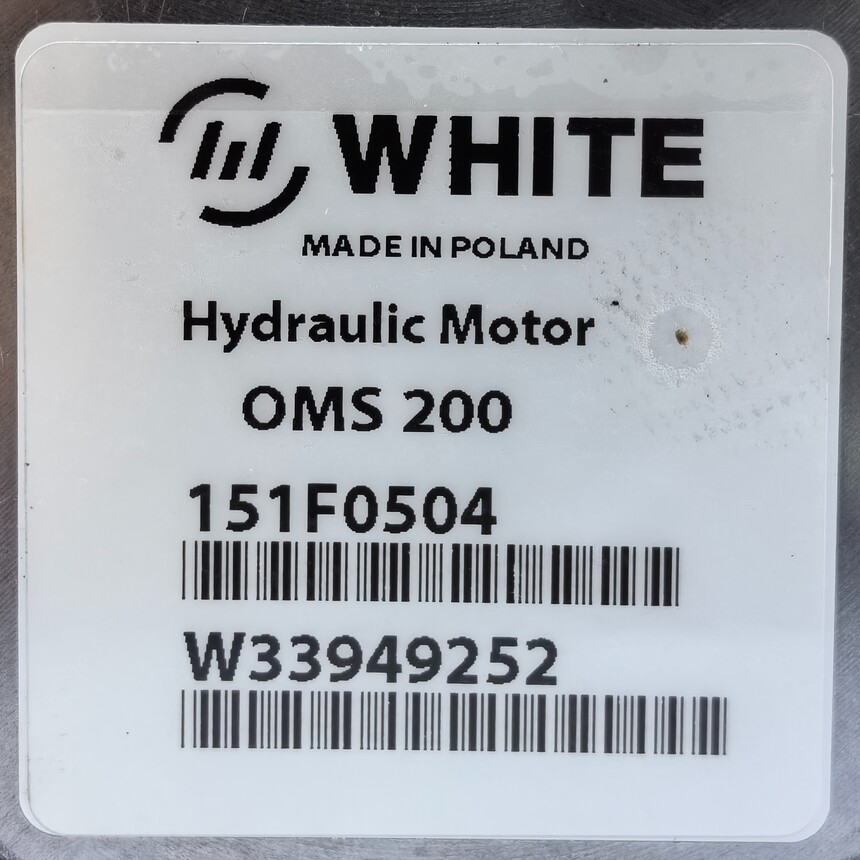 WHITE
MADE IN POLAND
Hydraulic Motor
OMS 200
151F0504
W33949252